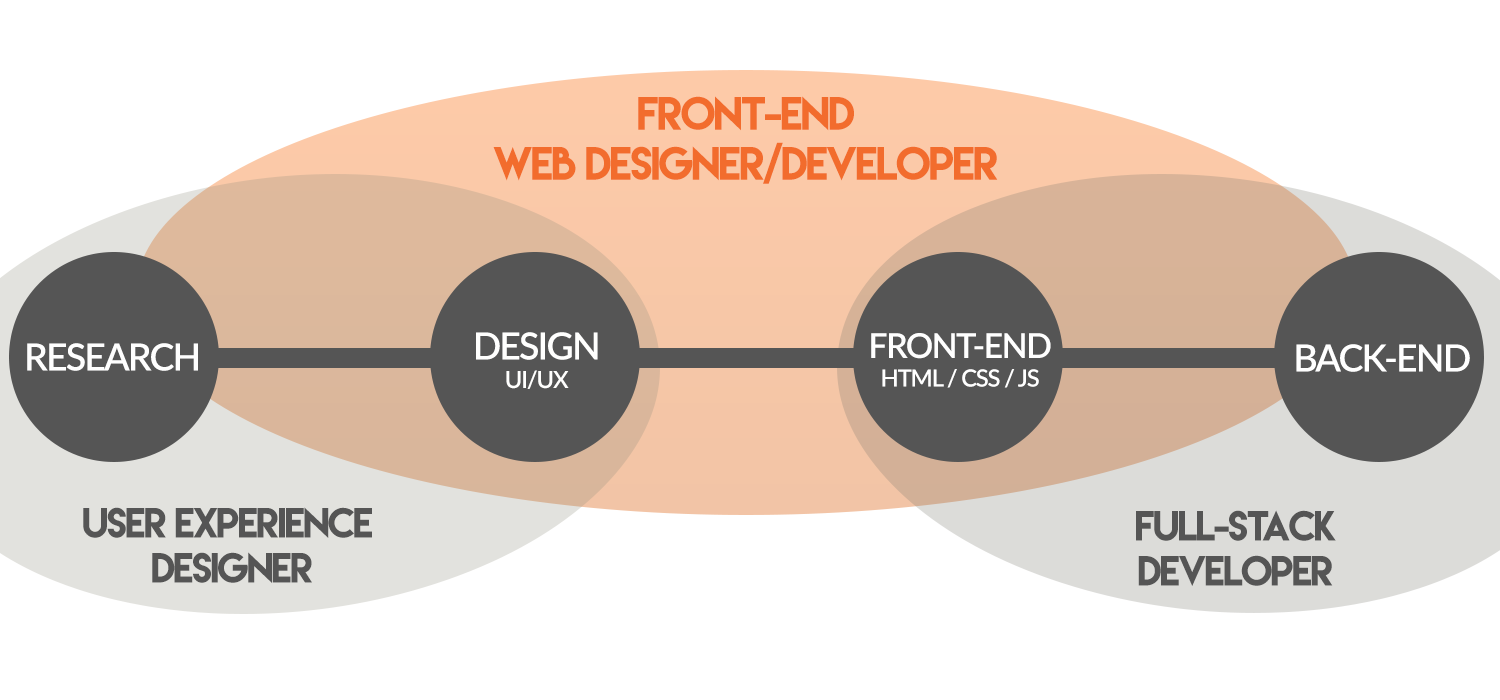 FRONT-END
WEB DESIGNER/DEVELOPER
RESEARCH
DESIGN
UI/UX
FRONT-END
HTML / CSS / JS
BACK-END
USER EXPERIENCE
DESIGNER
FULL-STACK
DEVELOPER